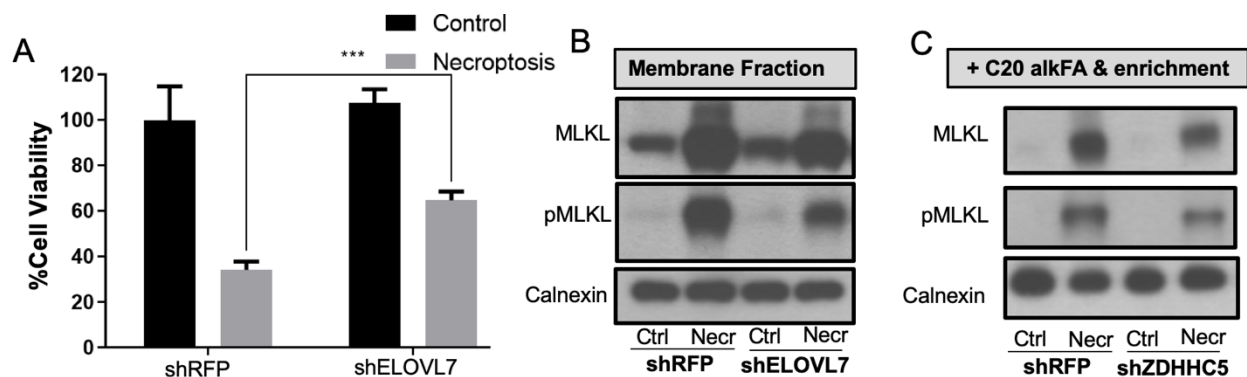 A
Control
Necroptosis
***
120
100
80
60
40
20
0
%Cell Viability
shRFP
shELOVL7
B
Membrane Fraction
MLKL
pMLKL
Calnexin
Ctrl Necr Ctrl Necr
shRFP shELOVL7
C
+ C20 alkFA & enrichment
MLKL
pMLKL
Calnexin
Ctrl Necr Ctrl Necr
shRFP shZDHHC5